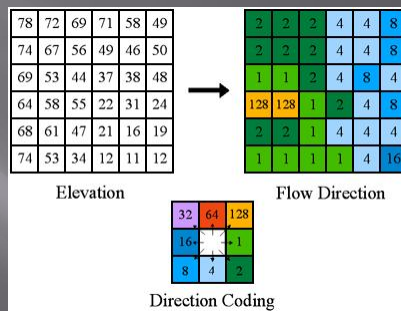 78 72 69 71 58 49 2 2 2 4 4 8
74 67 56 49 46 50 2 2 2 4 4 8
69 53 44 37 38 48 1 1 2 4 8 4
64 58 55 22 31 24 128 128 1 2 4 8
68 61 47 21 16 19 2 2 1 4 4 4
74 53 34 12 11 12 1 1 1 1 4 16
Elevation Flow Direction
32 64 128
16 1
8 4 2
Direction Coding